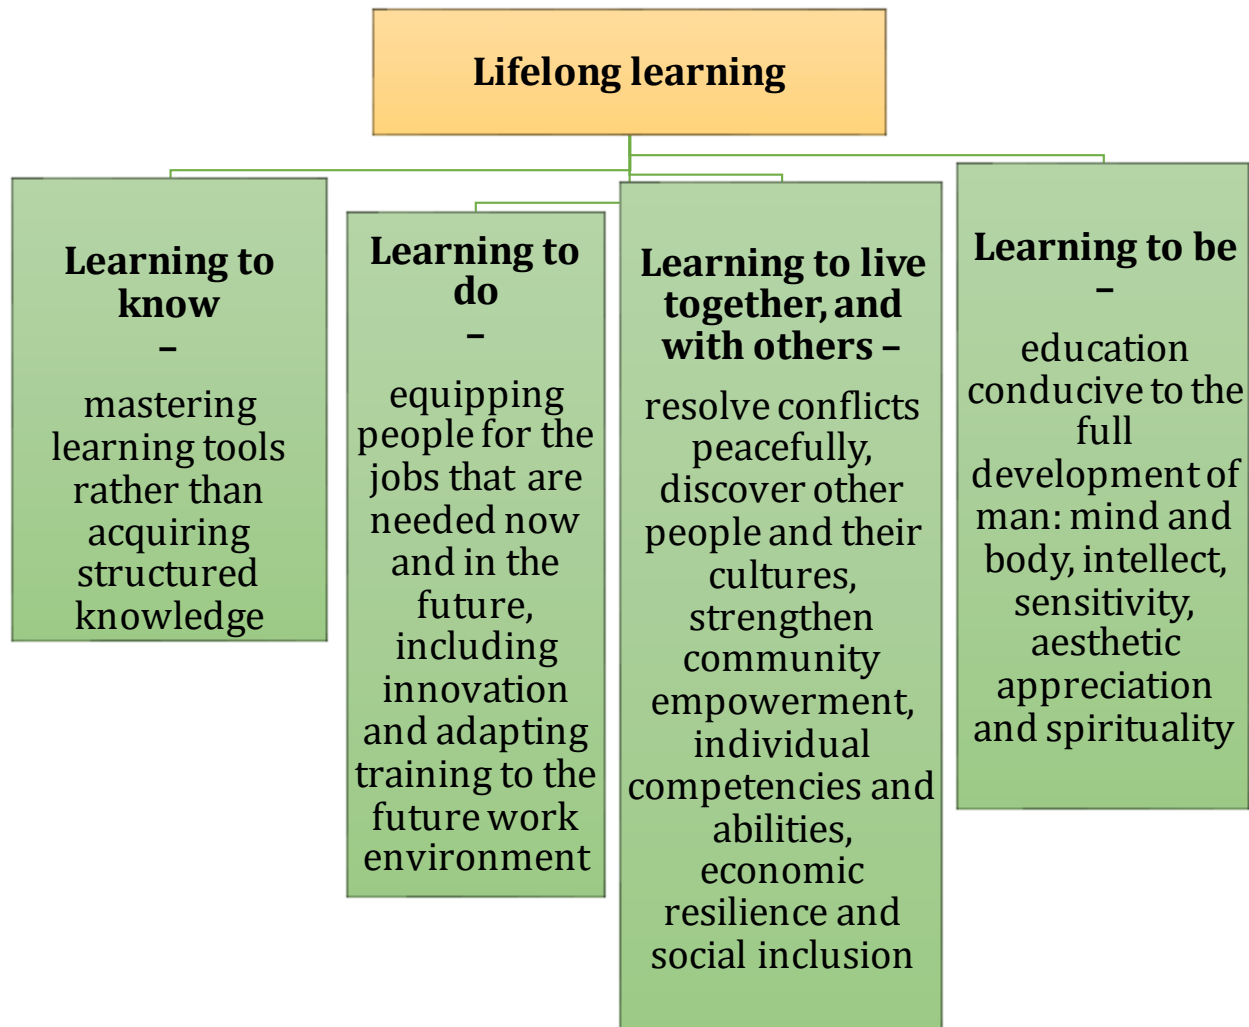 Lifelong learning
Learning to
know
–
mastering
learning tools
rather than
acquiring
structured
knowledge
Learning to
do
–
equipping
people for the
jobs that are
needed now
and in the
future,
including
innovation
and adapting
training to the
future work
environment
Learning to live
together, and
with others –
resolve conflicts
peacefully,
discover other
people and their
cultures,
strengthen
community
empowerment,
individual
competencies and
abilities,
economic
resilience and
social inclusion
Learning to be
–
education
conducive to the
full
development of
man: mind and
body, intellect,
sensitivity,
aesthetic
appreciation
and spirituality